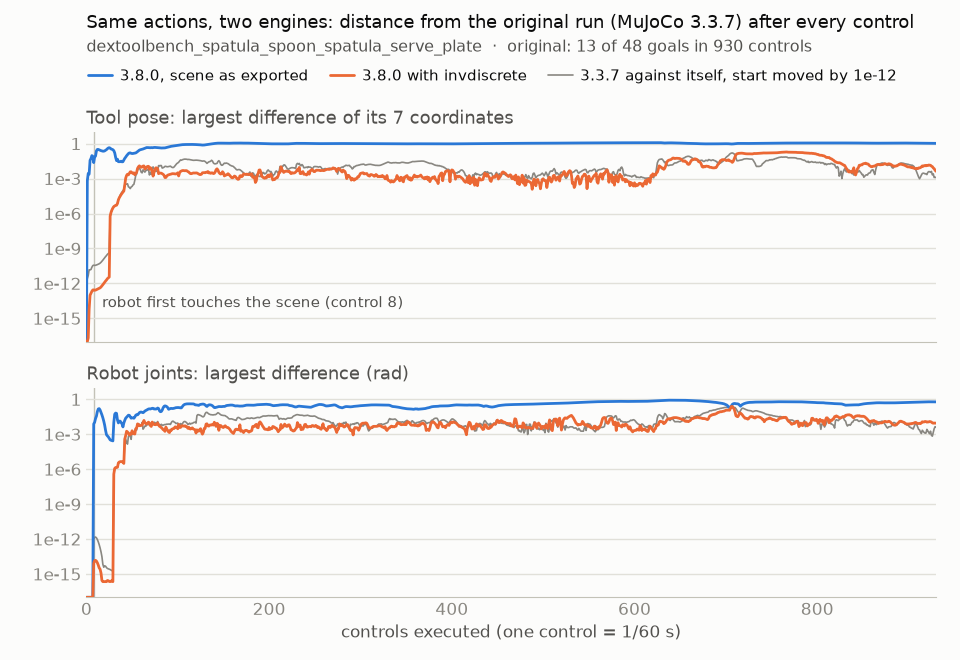 Same actions, two engines: distance from the original run (MuJoCo 3.3.7) after every control
dextoolbench_spatula_spoon_spatula_serve_plate · original: 13 of 48 goals in 930 controls
3.8.0, scene as exported 3.8.0 with invdiscrete 3.3.7 against itself, start moved by 1e-12
Tool pose: largest difference of its 7 coordinates
1
1e-3
1e-6
1e-9
1e-12
robot first touches the scene (control 8)
1e-15
Robot joints: largest difference (rad)
1
1e-3
1e-6
1e-9
1e-12
1e-15
0 200 400 600 800
controls executed (one control = 1/60 s)